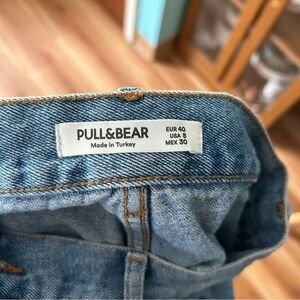 PULL&BEAR
Made in Turkey
EUR 40
USA 8
MEX 30